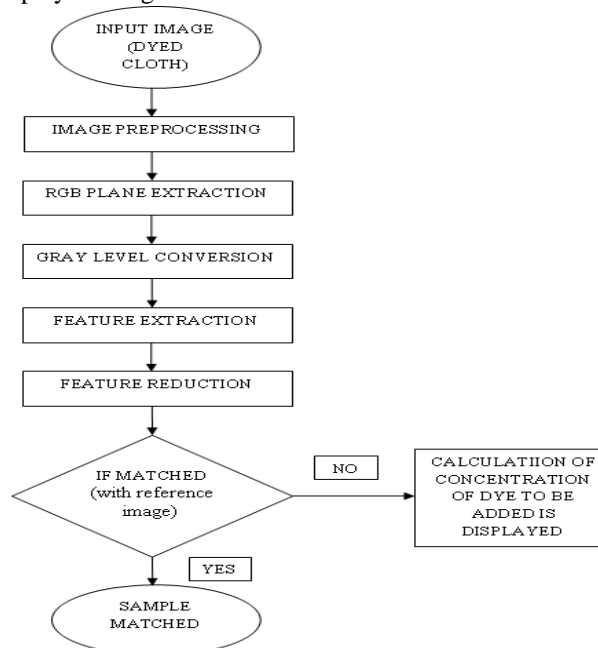 INPUT IMAGE
(DYED
CLOTH)
IMAGE PREPROCESSING
RGB PLANE EXTRACTION
GRAY LEVEL CONVERSION
FEATURE EXTRACTION
FEATURE REDUCTION
IF MATCHED
(with reference
image)
NO
CALCULATIION OF
CONCENTRATION
OF DYE TO BE
ADDED IS
DISPLAYED
YES
SAMPLE
MATCHED